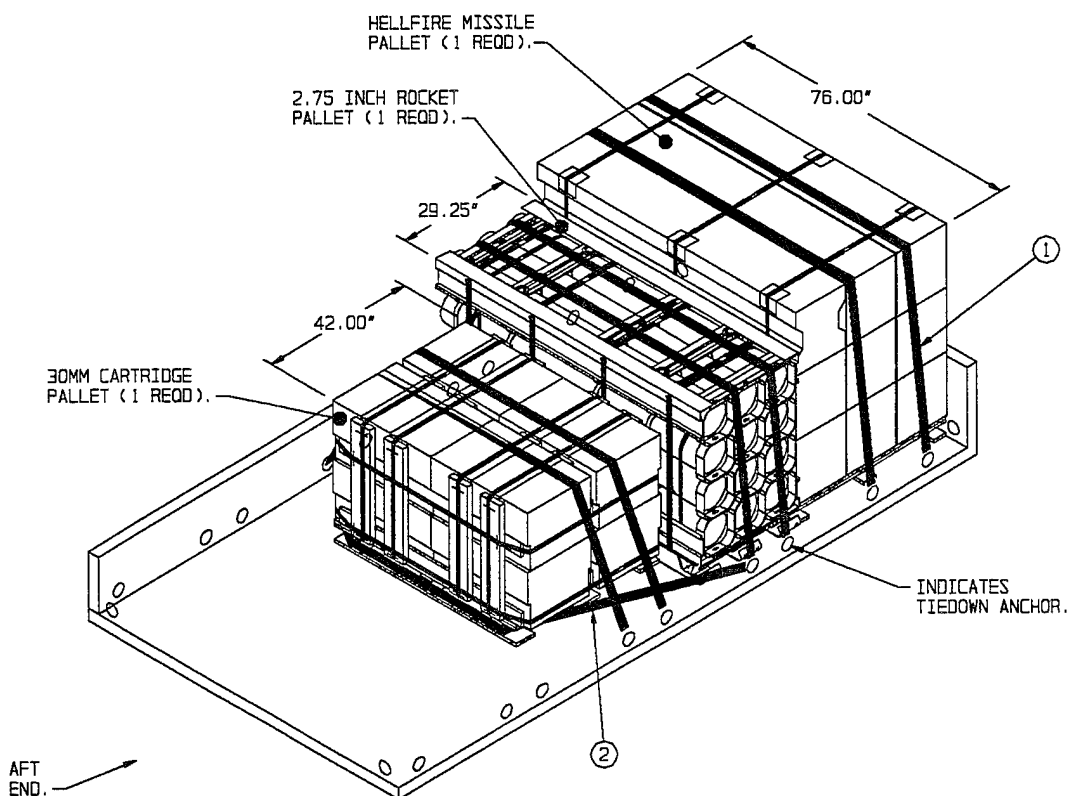 HELLFIRE MISSILE
PALLET (1 REQD).
76.00"
2.75 INCH ROCKET
PALLET (1 REQD).
29.25"
1
42.00"
30MM CARTRIDGE
PALLET (1 REQD).
INDICATES
TIEDOWN ANCHOR.
2
AFT
END.